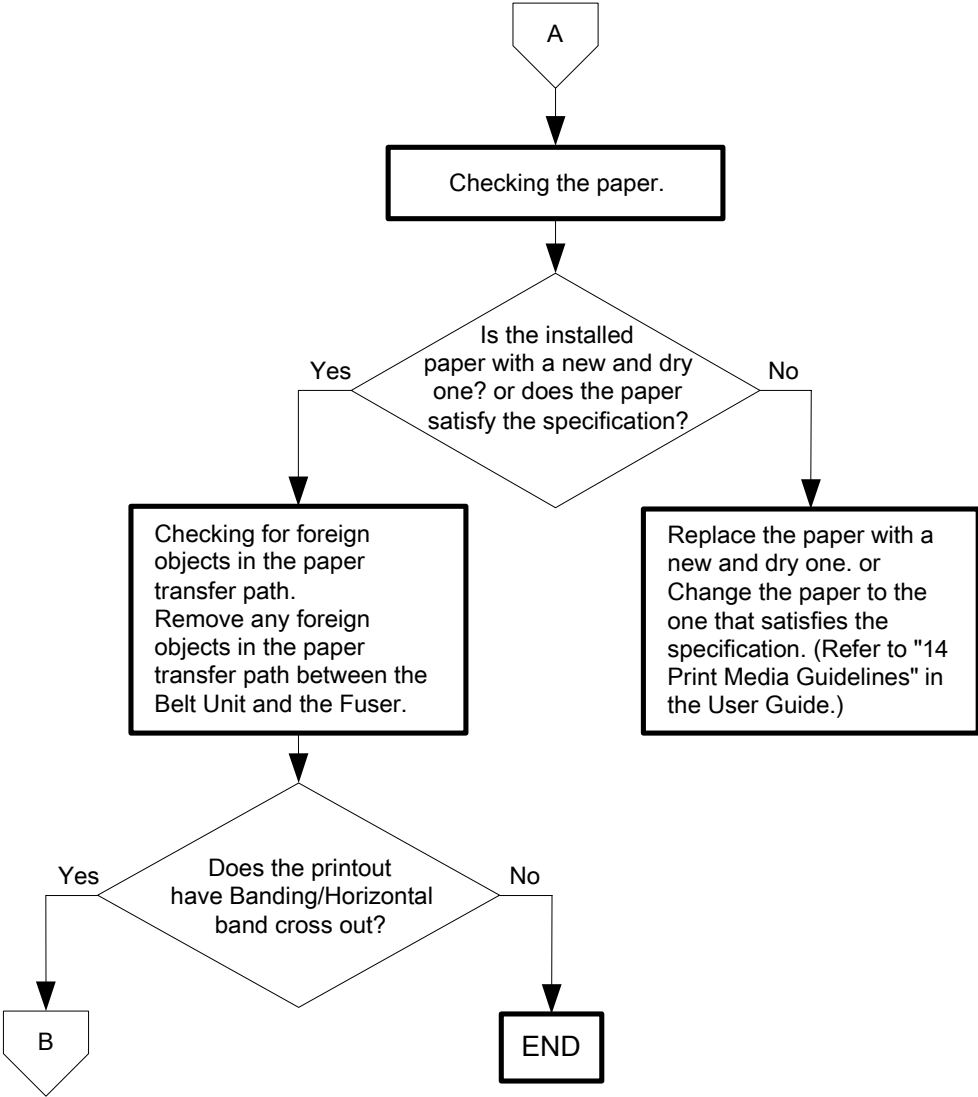 A
Checking the paper.
Is the installed
paper with a new and dry
one? or does the paper
satisfy the specification?
Yes
No
Checking for foreign
objects in the paper
transfer path.
Remove any foreign
objects in the paper
transfer path between the
Belt Unit and the Fuser.
Replace the paper with a
new and dry one. or
Change the paper to the
one that satisfies the
specification. (Refer to "14
Print Media Guidelines" in
the User Guide.)
Does the printout
have Banding/Horizontal
band cross out?
Yes
No
B
END